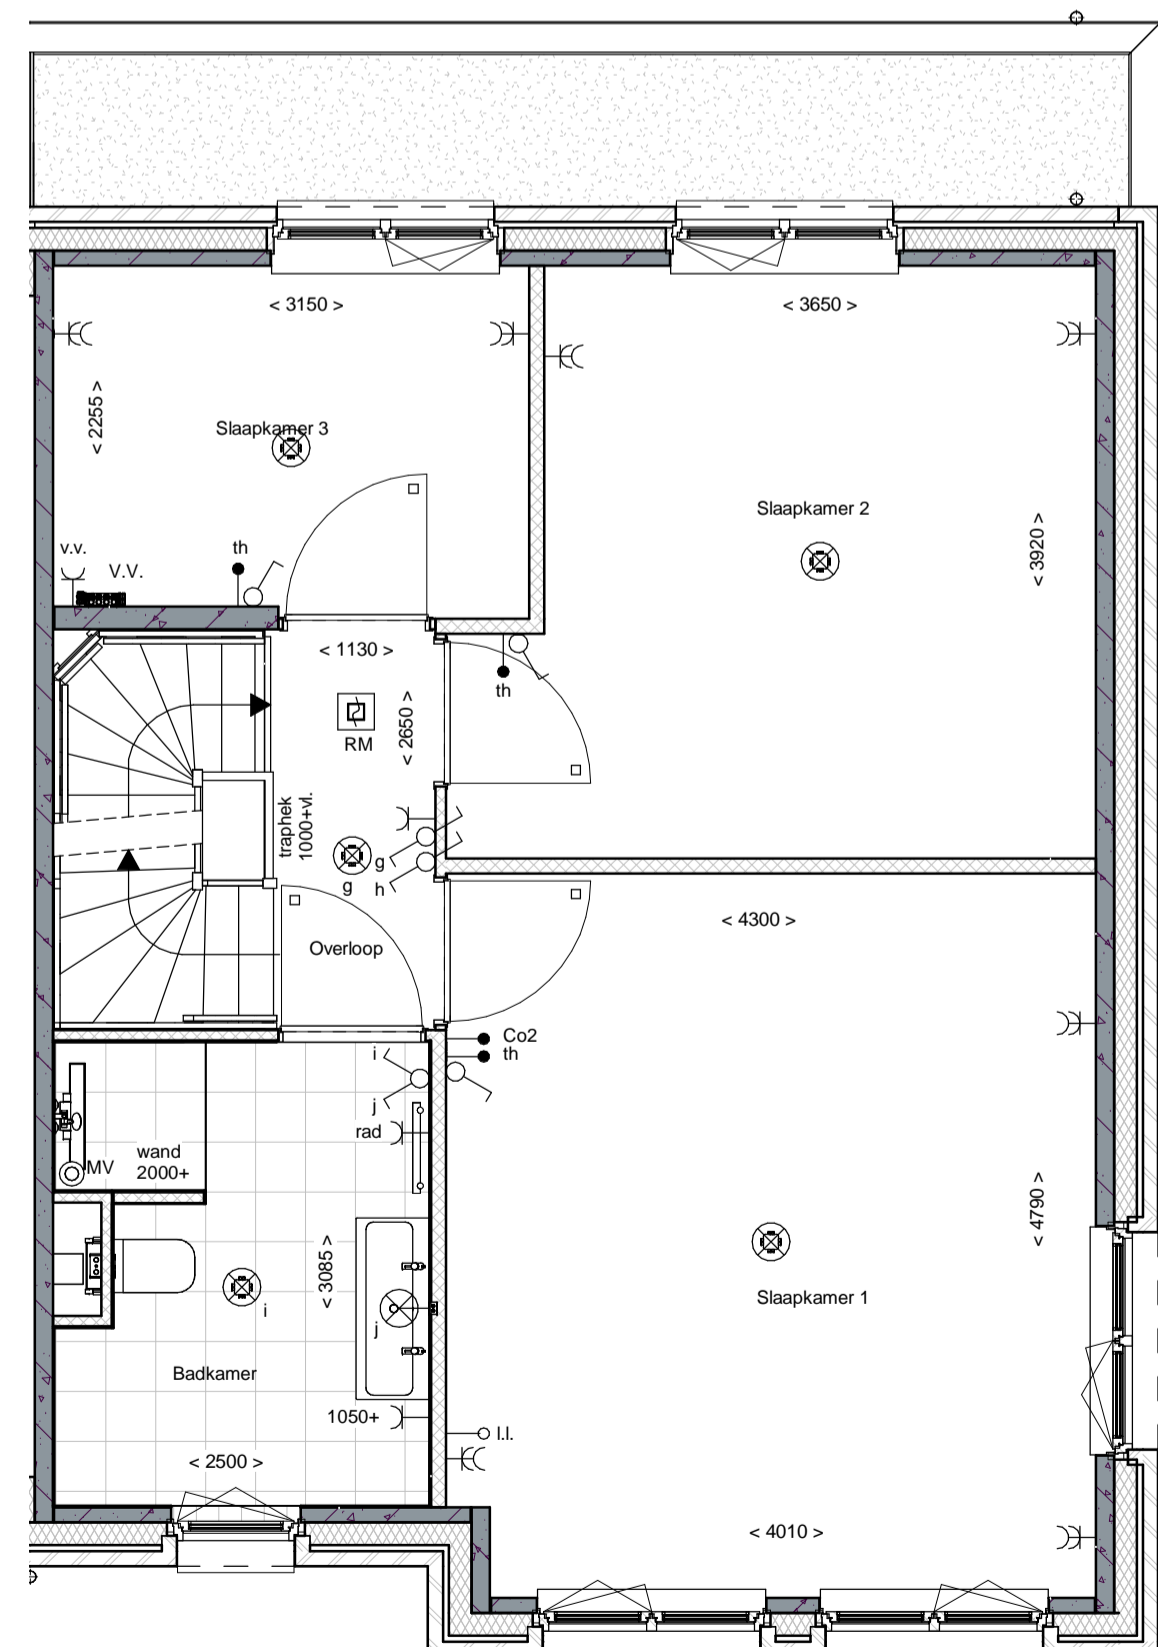 < 3150 >
< 3650 >
< 2255 >
Slaapkamer 3
Slaapkamer 2
< 3920 >
v.v.
V.V.
th
< 1130 >
th
< 2650 >
RM
traphek
1000+vl.
g
g
h
< 4300 >
Overloop
Co2
th
i
j
rad
wand
2000+
MV
< 4790 >
< 3085 >
i
j
Slaapkamer 1
Badkamer
1050+
l.l.
< 2500 >
< 4010 >